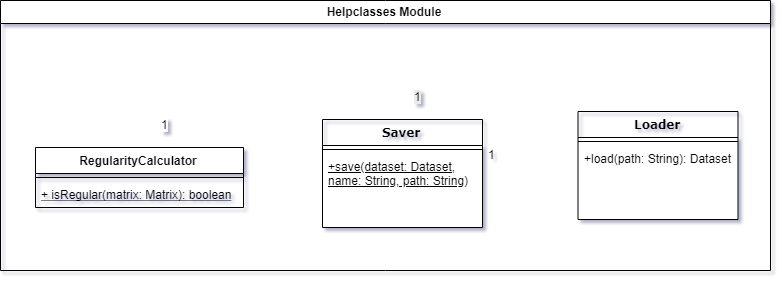 Helpclasses Module
1
RegularityCalculator
+ isRegular(matrix: Matrix): boolean
1
Saver
+save(dataset: Dataset,
name: String, path: String)
1
Loader
+load(path: String): Dataset